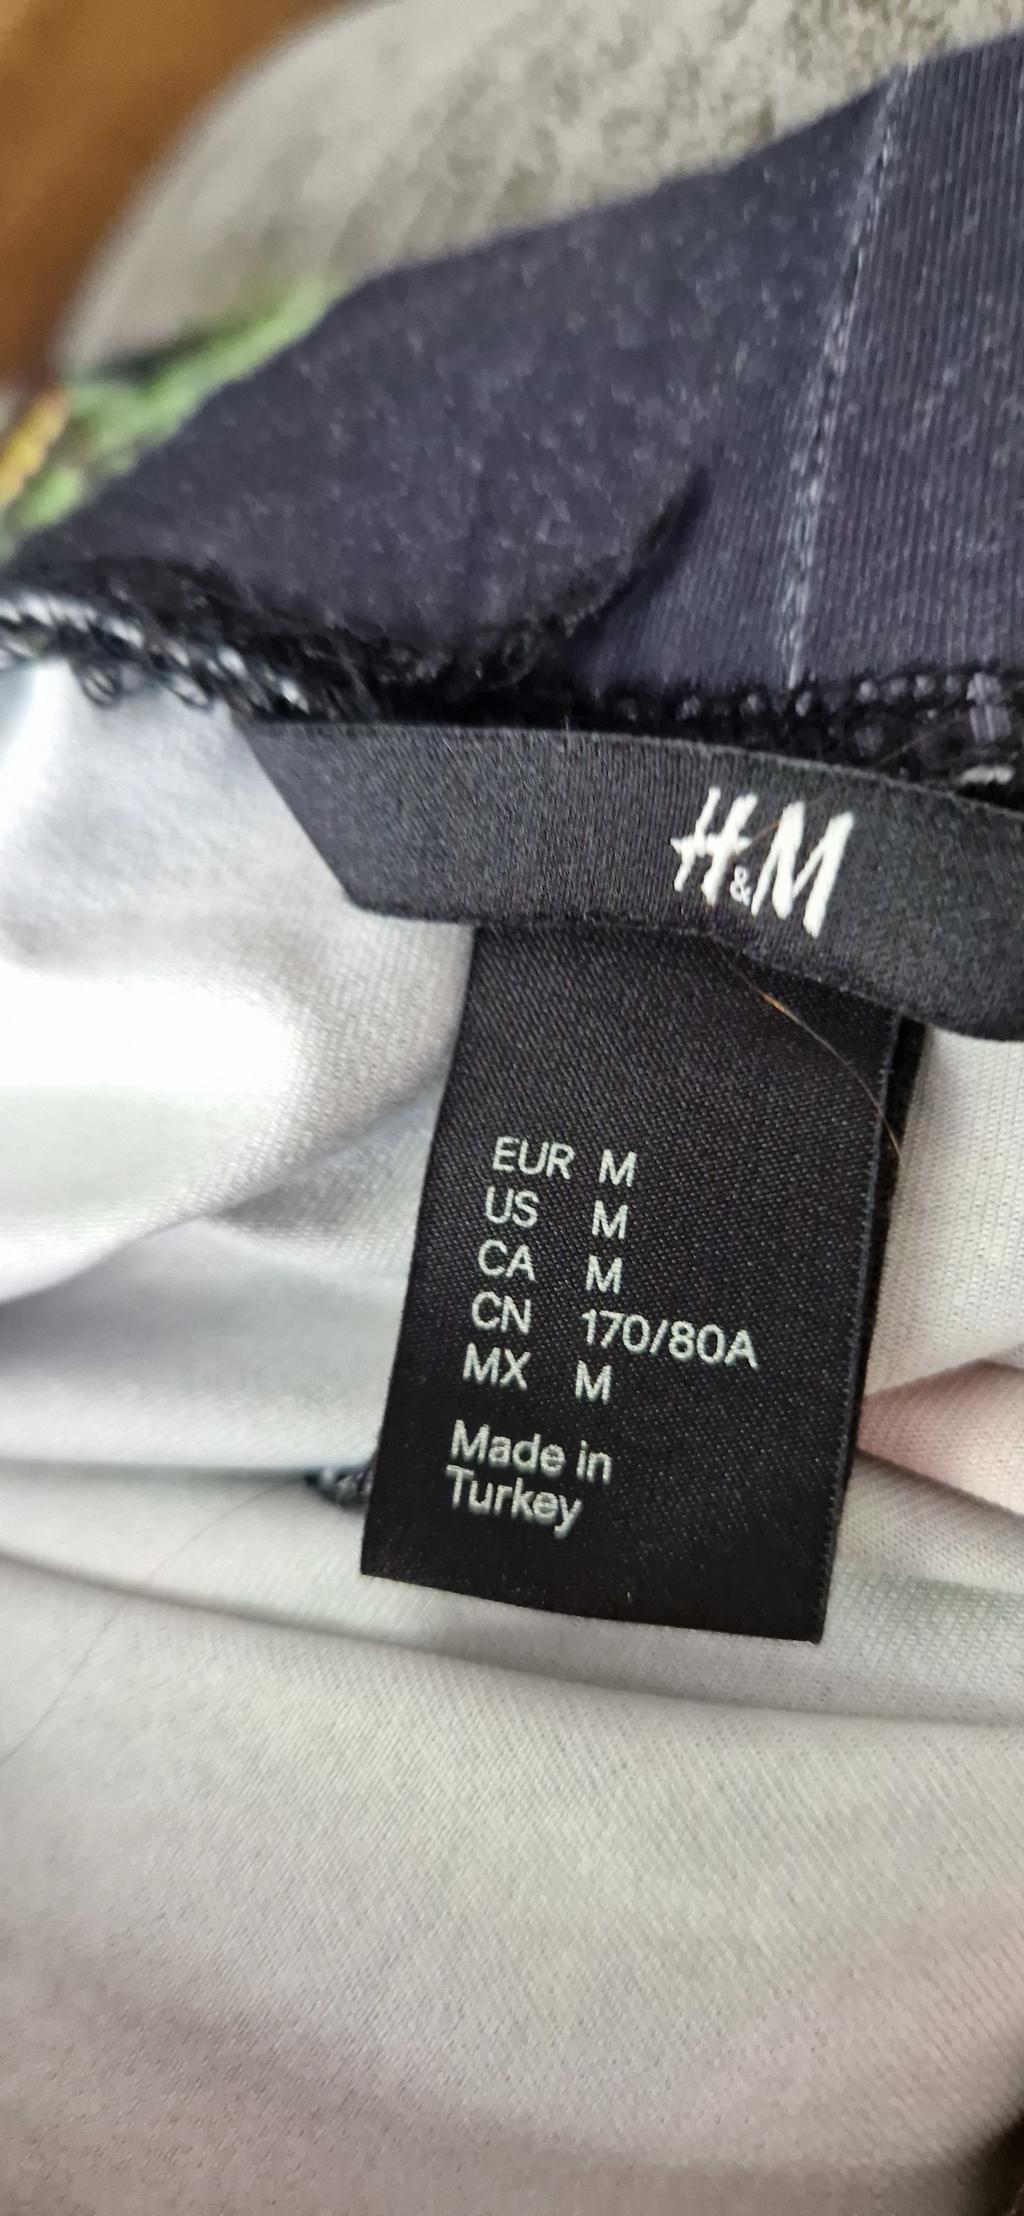 H&M
EUR M
US M
CA M
CN 170/80A
MX M
Made in
Turkey